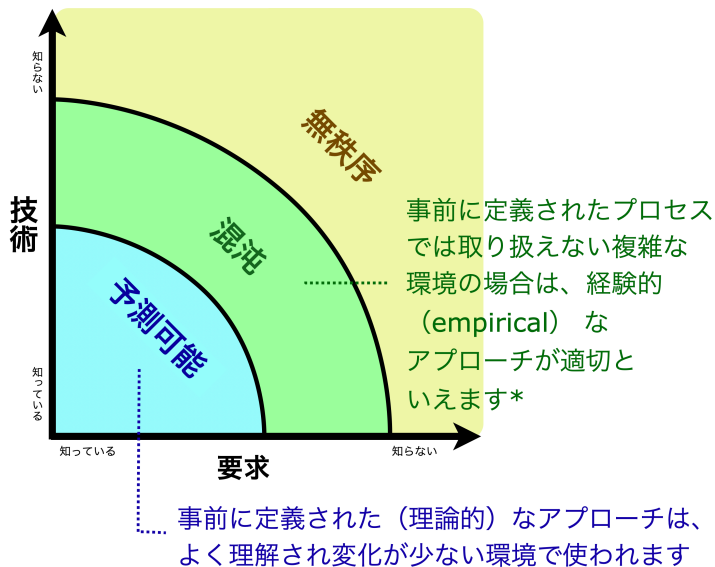 知らない
無秩序
技術
混沌
事前に定義されたプロセス
では取り扱えない複雑な
環境の場合は、経験的
（empirical） な
アプローチが適切と
いえます*
予測可能
知っている
知っている
知らない
要求
事前に定義された（理論的）なアプローチは、
よく理解され変化が少ない環境で使われます